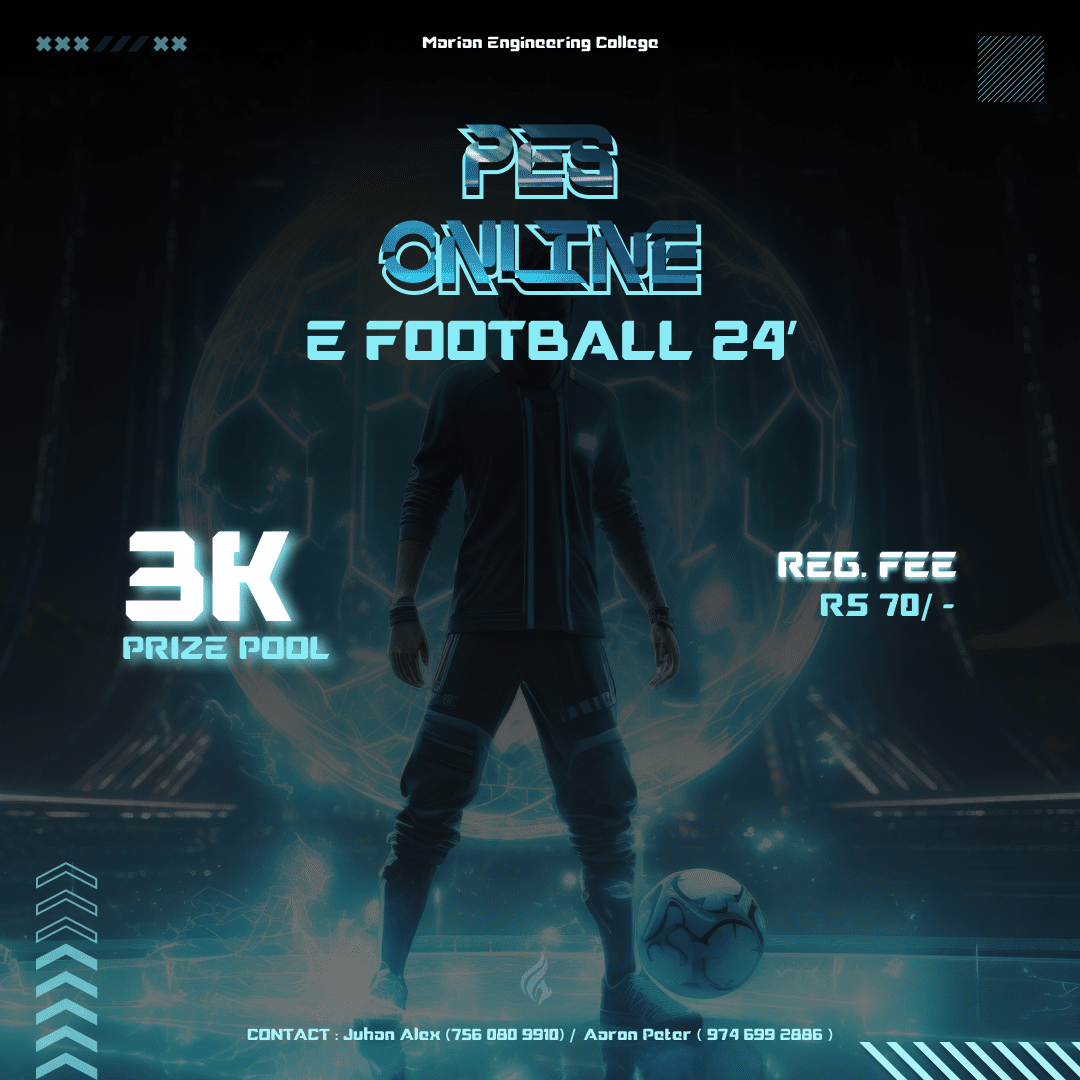 Marian Engineering College
PES
ONLINE
E FOOTBALL 24'
3K
PRIZE POOL
REG. FEE
RS 70/ -
CONTACT : Juhan Alex (756 080 9910) / Aaron Peter ( 974 699 2886 )